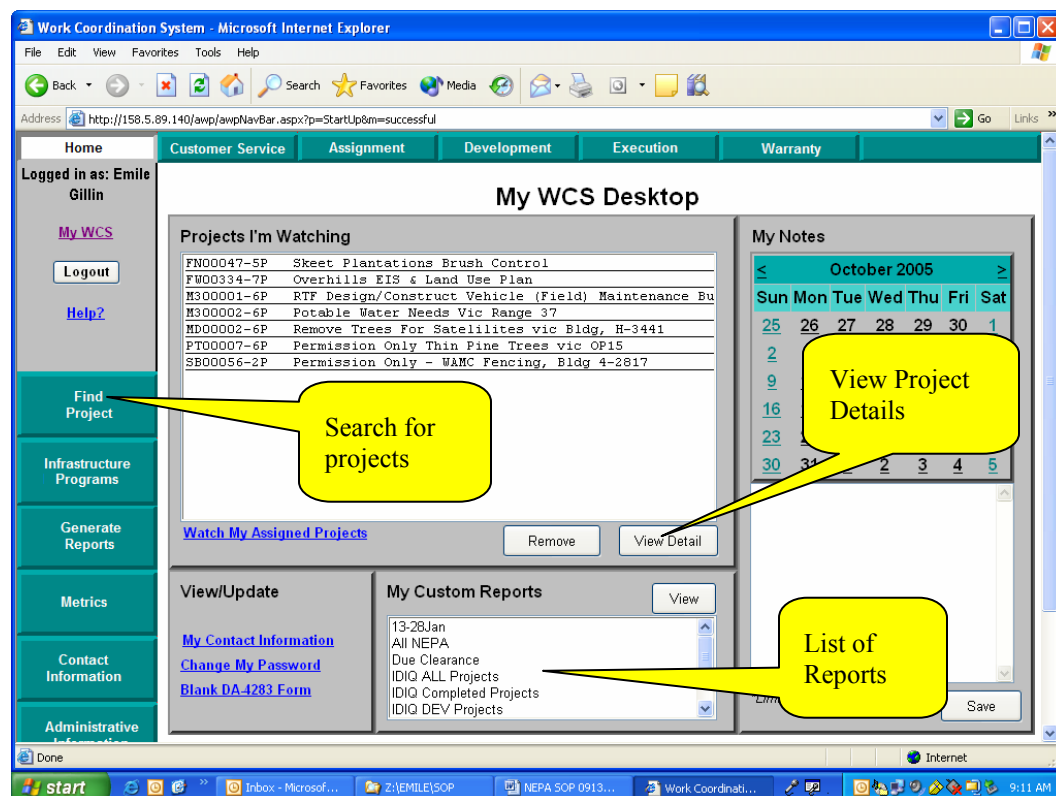 Work Coordination System - Microsoft Internet Explorer
File Edit View Favorites Tools Help
Back Search Favorites Media
Address http://158.5.89.140/awp/awpNavBar.aspx?p=StartUp&m=successful Go Links »
Home Customer Service Assignment Development Execution Warranty
Logged in as: Emile Gillin
My WCS
Logout
Help?
Find Project
Infrastructure Programs
Generate Reports
Metrics
Contact Information
Administrative
My WCS Desktop
Projects I'm Watching
FN00047-5P Skeet Plantations Brush Control
FW00334-7P Overhills EIS & Land Use Plan
M300001-6P RTF Design/Construct Vehicle (Field) Maintenance Bu
M300002-6P Potable Water Needs Vic Range 37
MD00002-6P Remove Trees For Satellilites vic Bldg, H-3441
PT00007-6P Permission Only Thin Pine Trees vic OP15
SB00056-2P Permission Only - WAMC Fencing, Bldg 4-2817
Search for projects
Watch My Assigned Projects
Remove View Detail
View/Update
My Contact Information
Change My Password
Blank DA-4283 Form
My Custom Reports
View
13-28Jan
All NEPA
Due Clearance
IDIQ ALL Projects
IDIQ Completed Projects
IDIQ DEV Projects
My Notes
< October 2005 >
Sun Mon Tue Wed Thu Fri Sat
25 26 27 28 29 30 1
2
9
16
23
30 31 2 3 4 5
View Project Details
List of Reports
Save
Done Internet
start » Inbox - Microsof... Z:\EMILE\SOP NEPA SOP 0913... Work Coordinati... 9:11 AM